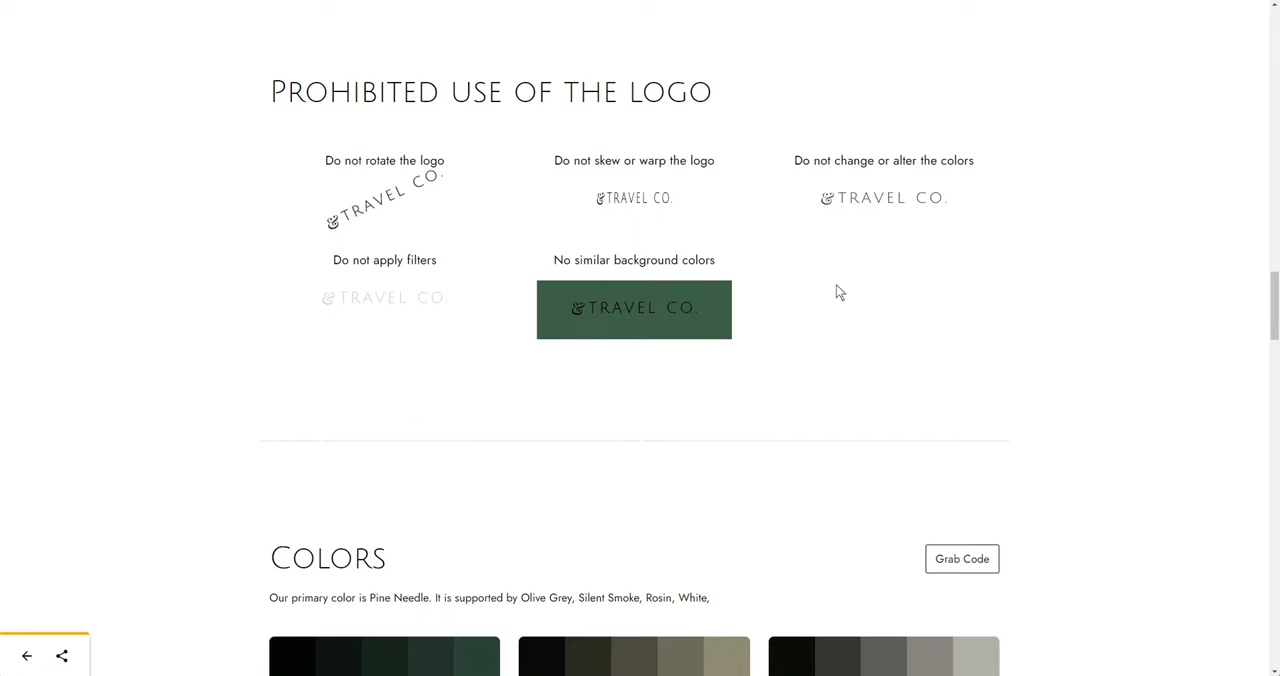 PROHIBITED USE OF THE LOGO
Do not rotate the logo
&TRAVEL CO.
Do not skew or warp the logo
&TRAVEL CO.
Do not change or alter the colors
&TRAVEL CO.
Do not apply filters
&TRAVEL CO.
No similar background colors
&TRAVEL CO.
COLORS
Grab Code
Our primary color is Pine Needle. It is supported by Olive Grey, Silent Smoke, Rosin, White,